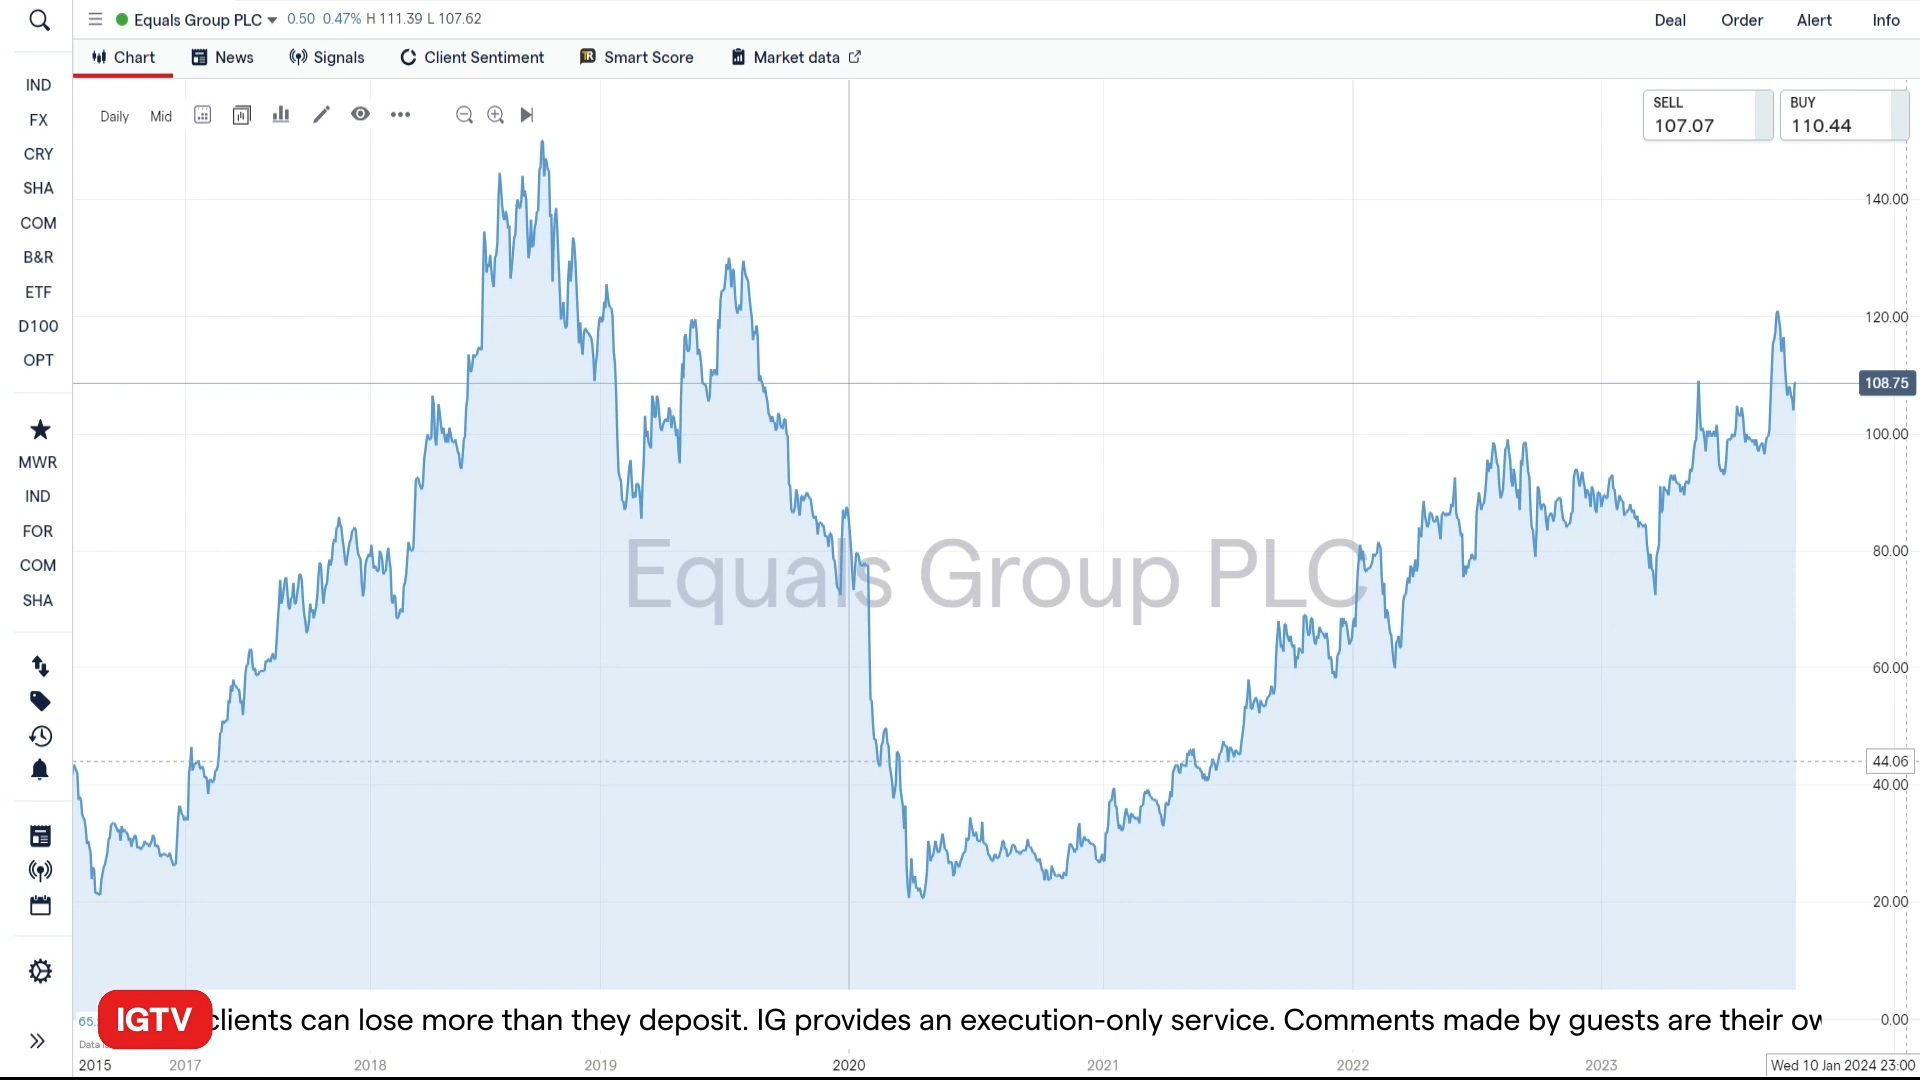 Equals Group PLC 0.50 0.47% H 111.39 L 107.62
Deal Order Alert Info
Chart News Signals Client Sentiment Smart Score Market data
Daily Mid
SELL
107.07
BUY
110.44
IND
FX
CRY
SHA
COM
B&R
ETF
D100
OPT
MWR
IND
FOR
COM
SHA
140.00
120.00
108.75
100.00
80.00
60.00
44.06
40.00
20.00
0.00
Equals Group PLC
65.
Data
IGTV clients can lose more than they deposit. IG provides an execution-only service. Comments made by guests are their ow
2015 2017 2018 2019 2020 2021 2022 2023 Wed 10 Jan 2024 23:00